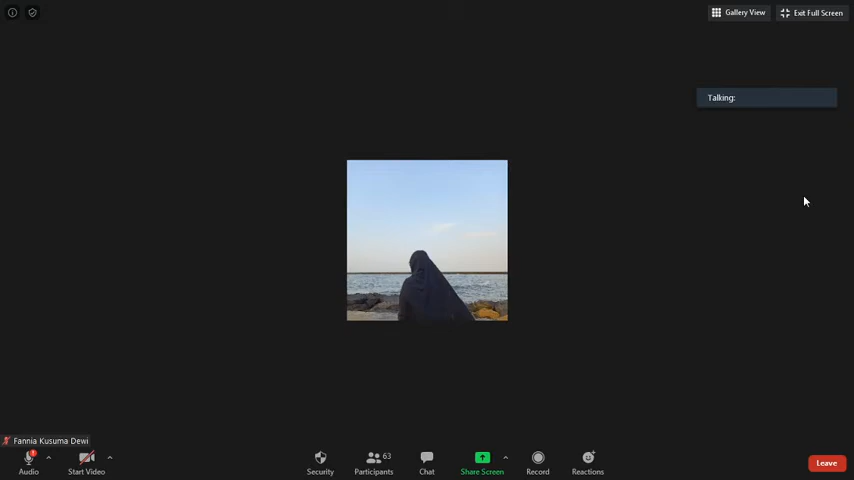 Gallery View
Exit Full Screen
Talking:
Fannia Kusuma Dewi
Audio
Start Video
Security
Participants 63
Chat
Share Screen
Record
Reactions
Leave